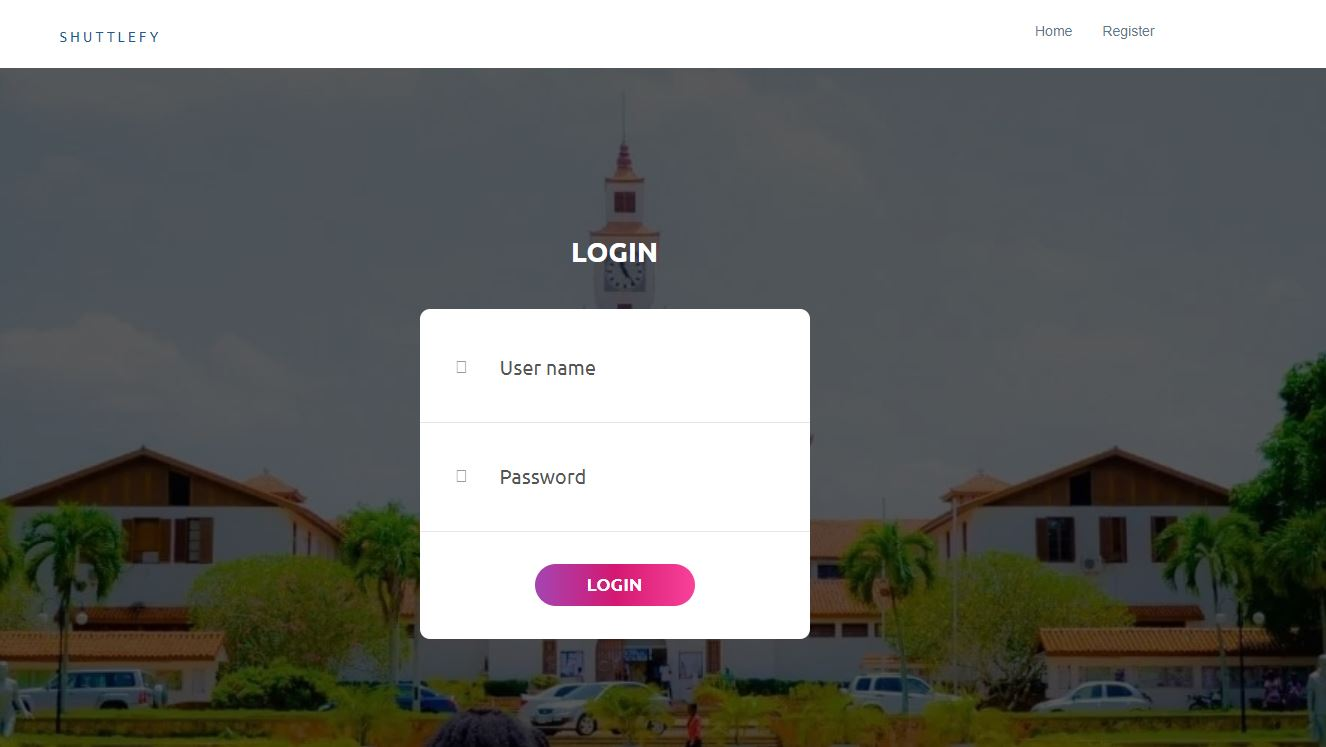 SHUTTLEFY
Home
Register
LOGIN
User name
Password
LOGIN